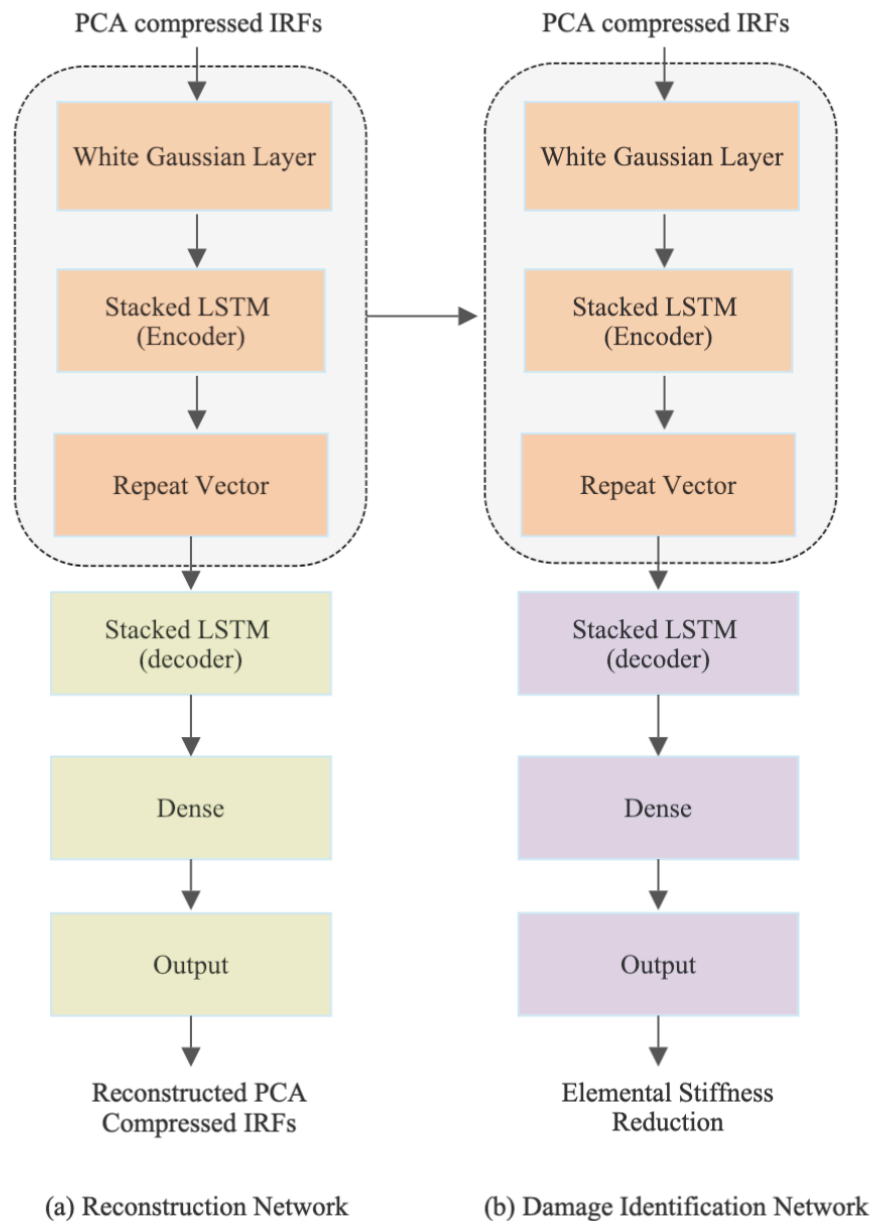 PCA compressed IRFs
White Gaussian Layer
Stacked LSTM
(Encoder)
Repeat Vector
Stacked LSTM
(decoder)
Dense
Output
Reconstructed PCA
Compressed IRFs
(a) Reconstruction Network
PCA compressed IRFs
White Gaussian Layer
Stacked LSTM
(Encoder)
Repeat Vector
Stacked LSTM
(decoder)
Dense
Output
Elemental Stiffness
Reduction
(b) Damage Identification Network